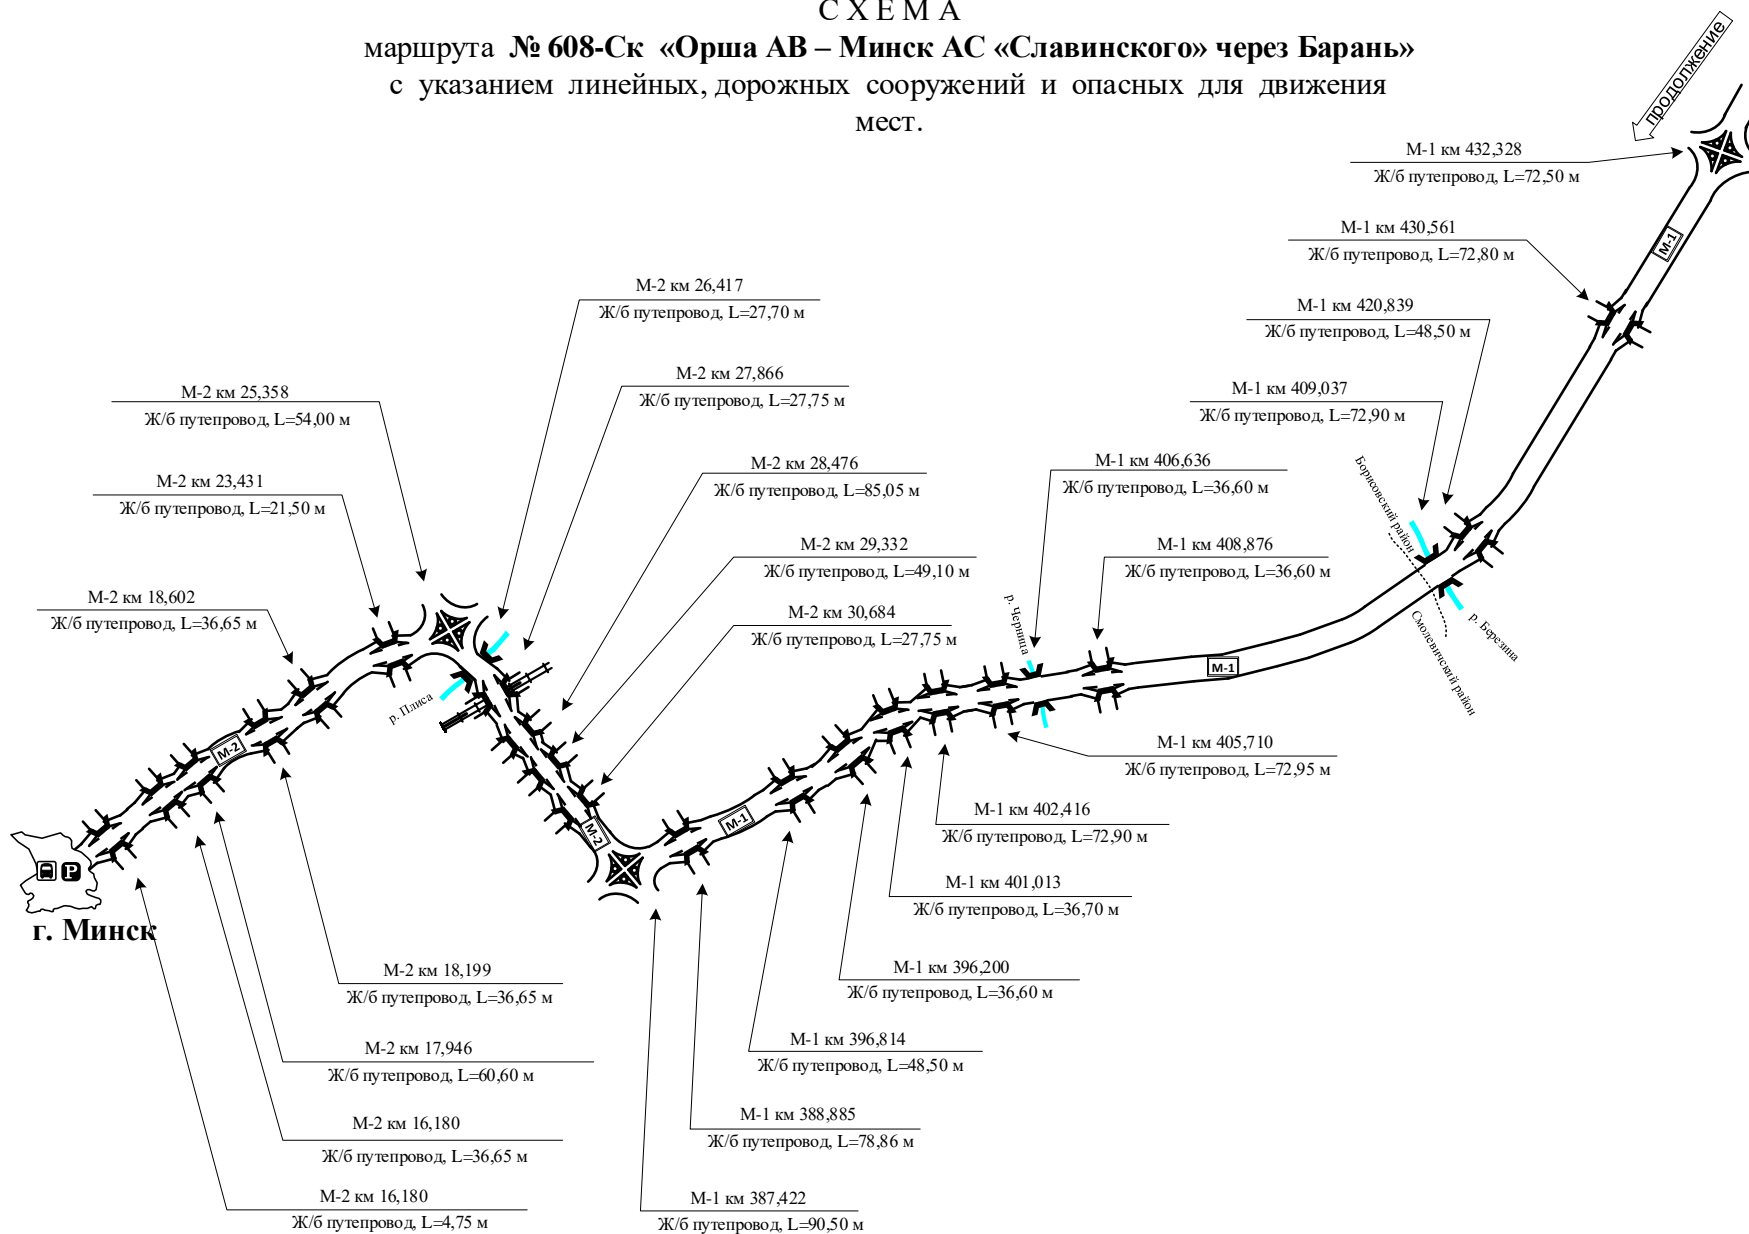 СХЕМА
маршрута № 608-Ск «Орша АВ – Минск АС «Славинского» через Барань»
с указанием линейных, дорожных сооружений и опасных для движения
мест.
продолжение
М-1 км 432,328
Ж/б путепровод, L=72,50 м
М-1 км 430,561
Ж/б путепровод, L=72,80 м
М-1
М-2 км 26,417
Ж/б путепровод, L=27,70 м
М-1 км 420,839
Ж/б путепровод, L=48,50 м
М-2 км 27,866
Ж/б путепровод, L=27,75 м
М-1 км 409,037
Ж/б путепровод, L=72,90 м
М-2 км 25,358
Ж/б путепровод, L=54,00 м
М-2 км 28,476
Ж/б путепровод, L=85,05 м
М-1 км 406,636
Ж/б путепровод, L=36,60 м
Борисовский район
М-2 км 23,431
Ж/б путепровод, L=21,50 м
М-2 км 29,332
Ж/б путепровод, L=49,10 м
М-1 км 408,876
Ж/б путепровод, L=36,60 м
М-2 км 18,602
Ж/б путепровод, L=36,65 м
М-2 км 30,684
Ж/б путепровод, L=27,75 м
р. Черница
Смолевичский район
р. Березина
М-1
р. Плиса
М-2
М-1 км 405,710
Ж/б путепровод, L=72,95 м
М-1 км 402,416
Ж/б путепровод, L=72,90 м
М-1
М-2
P
г. Минск
М-1 км 401,013
Ж/б путепровод, L=36,70 м
М-2 км 18,199
Ж/б путепровод, L=36,65 м
М-1 км 396,200
Ж/б путепровод, L=36,60 м
М-2 км 17,946
Ж/б путепровод, L=60,60 м
М-1 км 396,814
Ж/б путепровод, L=48,50 м
М-2 км 16,180
Ж/б путепровод, L=36,65 м
М-1 км 388,885
Ж/б путепровод, L=78,86 м
М-2 км 16,180
Ж/б путепровод, L=4,75 м
М-1 км 387,422
Ж/б путепровод, L=90,50 м